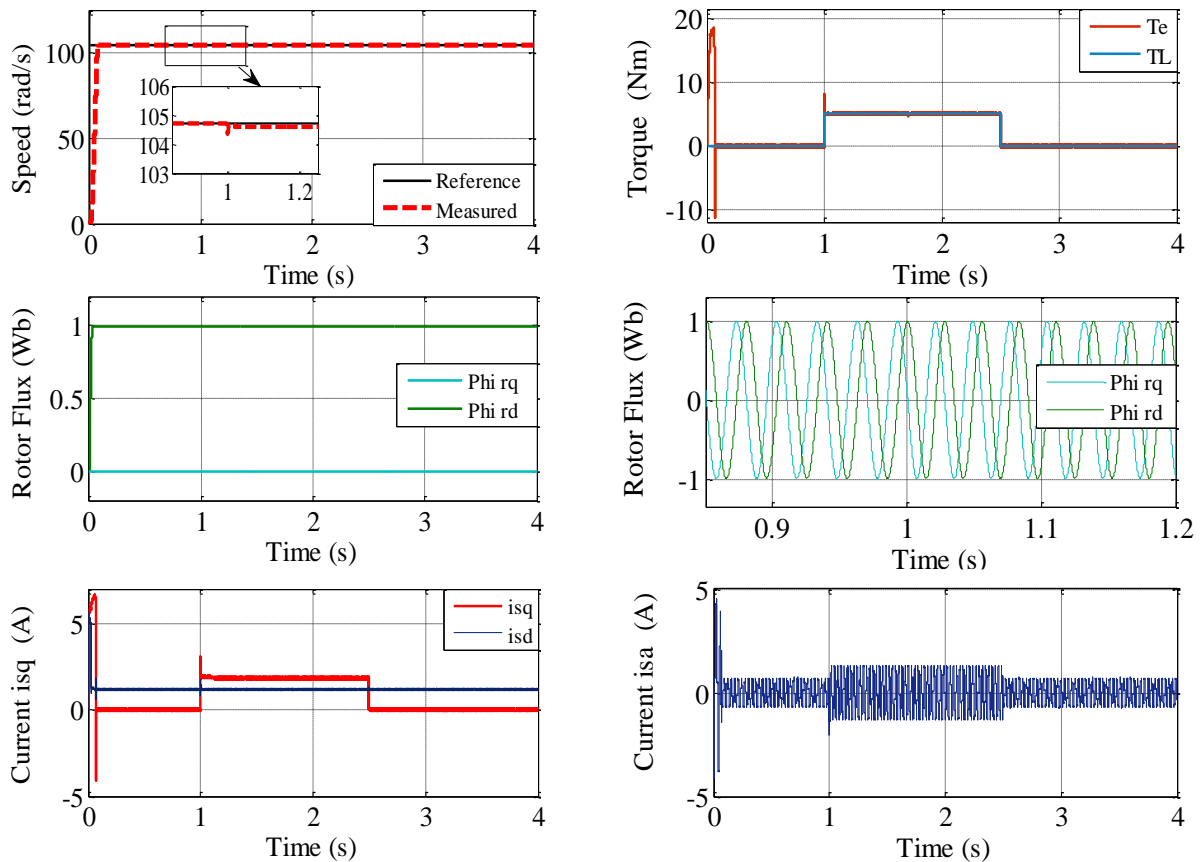 Speed (rad/s)
100
50
0
106
105
104
103
1
1.2
Reference
Measured
0
1
2
3
4
Time (s)
Torque (Nm)
20
10
0
-10
Te
TL
0
1
2
3
4
Time (s)
Rotor Flux (Wb)
1
0.5
0
Phi rq
Phi rd
0
1
2
3
4
Time (s)
Rotor Flux (Wb)
1
0
-1
Phi rq
Phi rd
0.9
1
1.1
1.2
Time (s)
Current isq (A)
5
0
-5
isq
isd
0
1
2
3
4
Time (s)
Current isa (A)
5
0
-5
0
1
2
3
4
Time (s)